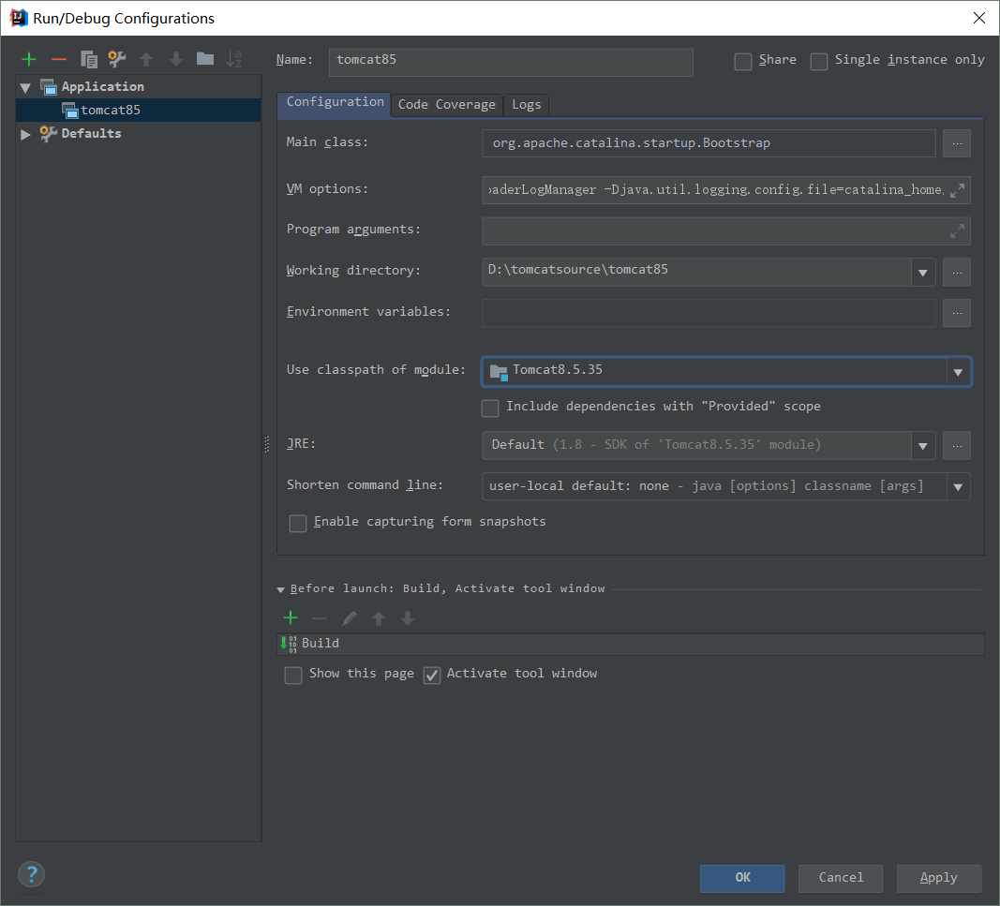 Run/Debug Configurations
Name: tomcat85 Share Single instance only
Application
tomcat85
Defaults
Configuration Code Coverage Logs
Main class: org.apache.catalina.startup.Bootstrap ...
VM options: aderLogManager -Djava.util.logging.config.file=catalina_home
Program arguments:
Working directory: D:\tomcatsource\tomcat85 ...
Environment variables: ...
Use classpath of module: Tomcat8.5.35
Include dependencies with "Provided" scope
JRE: Default (1.8 - SDK of 'Tomcat8.5.35' module) ...
Shorten command line: user-local default: none - java [options] classname [args]
Enable capturing form snapshots
Before launch: Build, Activate tool window
Build
Show this page Activate tool window
? OK Cancel Apply